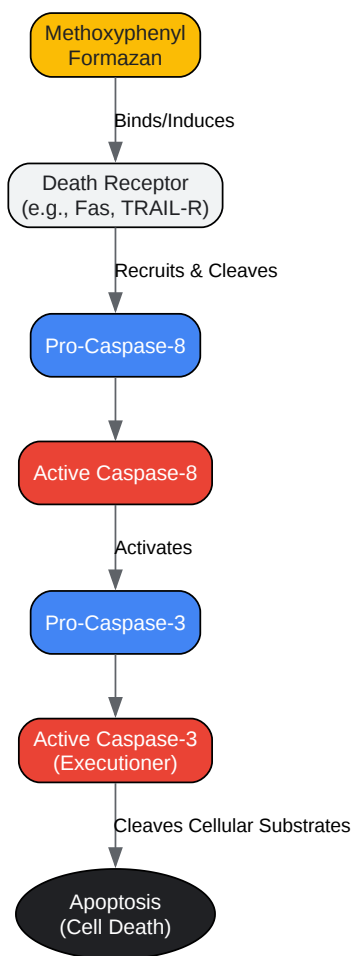 Methoxyphenyl
Formazan
Binds/Induces
Death Receptor
(e.g., Fas, TRAIL-R)
Recruits & Cleaves
Pro-Caspase-8
Active Caspase-8
Activates
Pro-Caspase-3
Active Caspase-3
(Executioner)
Cleaves Cellular Substrates
Apoptosis
(Cell Death)